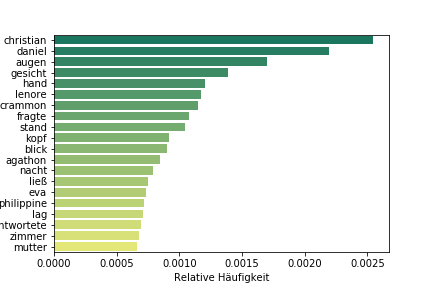 christian
daniel
augen
gesicht
hand
lenore
crammon
fragte
stand
kopf
blick
agathon
nacht
ließ
eva
philippine
lag
ntwortete
zimmer
mutter
0.0000 0.0005 0.0010 0.0015 0.0020 0.0025
Relative Häufigkeit